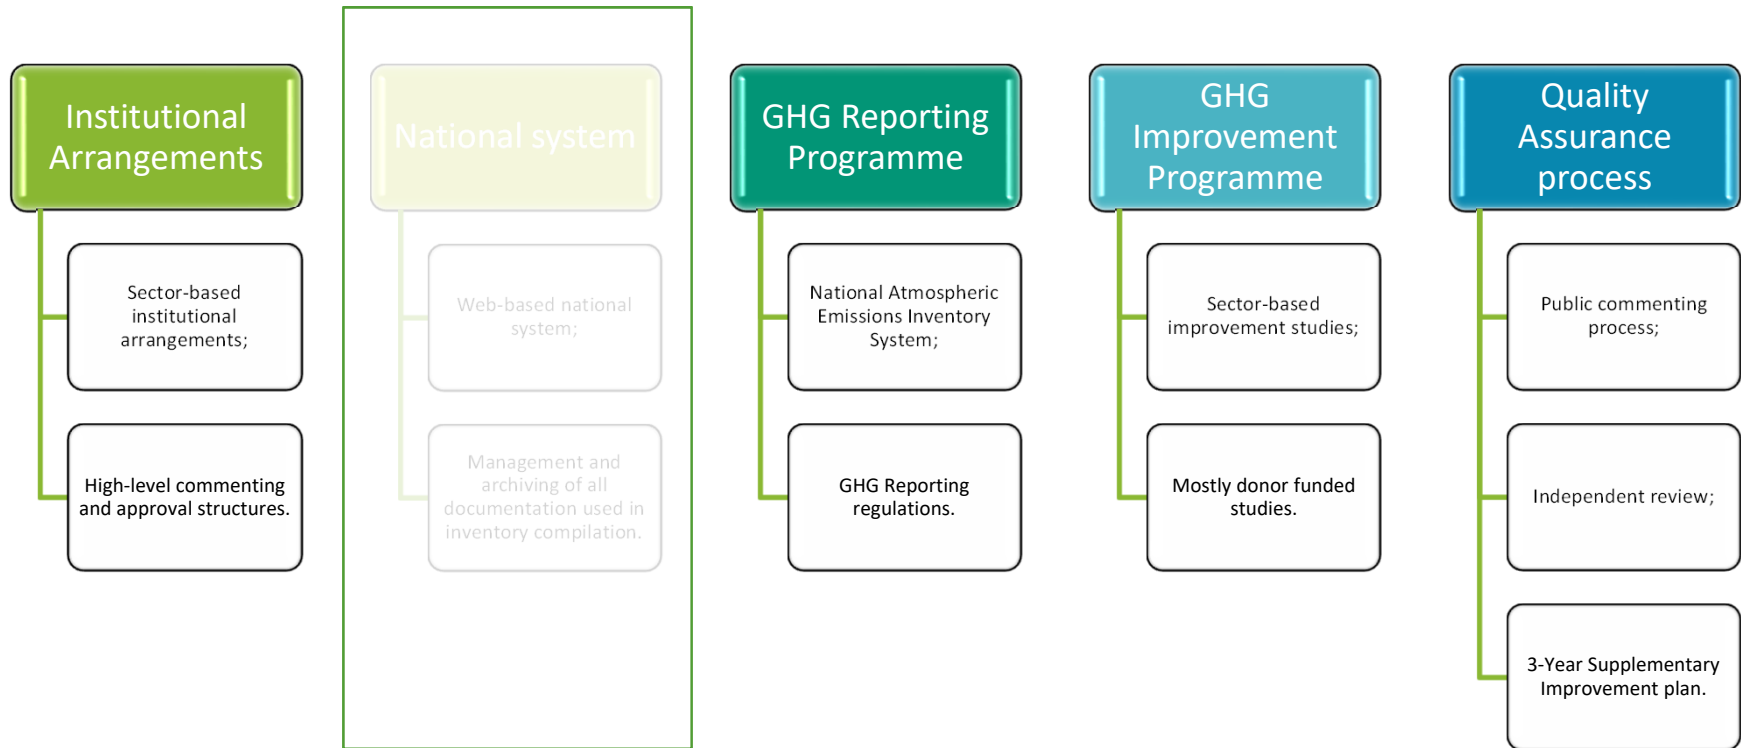 Institutional
Arrangements
Sector-based
institutional
arrangements;
High-level commenting
and approval structures.
National system
Web-based national
system;
Management and
archiving of all
documentation used in
inventory compilation.
GHG Reporting
Programme
National Atmospheric
Emissions Inventory
System;
GHG Reporting
regulations.
GHG
Improvement
Programme
Sector-based
improvement studies;
Mostly donor funded
studies.
Quality
Assurance
process
Public commenting
process;
Independent review;
3-Year Supplementary
Improvement plan.